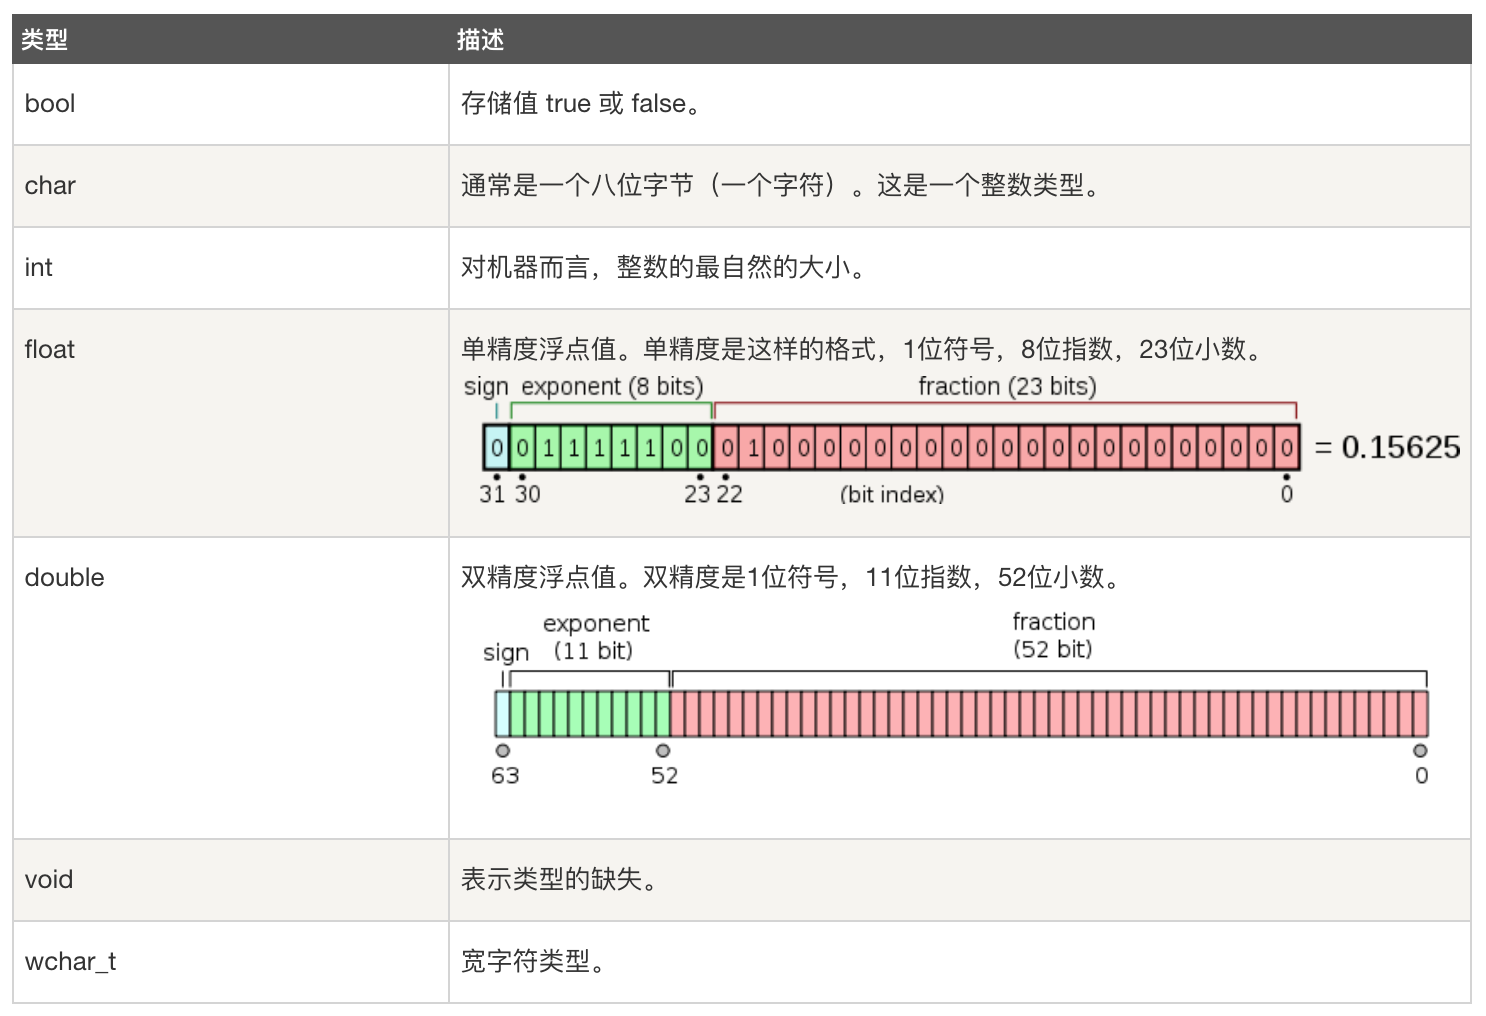 类型 描述
bool 存储值 true 或 false。
char 通常是一个八位字节（一个字符）。这是一个整数类型。
int 对机器而言，整数的最自然的大小。
float 单精度浮点值。单精度是这样的格式，1位符号，8位指数，23位小数。
sign exponent (8 bits) fraction (23 bits)
0 0 1 1 1 1 1 0 0 0 1 0 0 0 0 0 0 0 0 0 0 0 0 0 0 0 0 0 0 0 0 0 = 0.15625
31 30 23 22 (bit index) 0
double 双精度浮点值。双精度是1位符号，11位指数，52位小数。
exponent fraction
sign (11 bit) (52 bit)
63 52 0
void 表示类型的缺失。
wchar_t 宽字符类型。